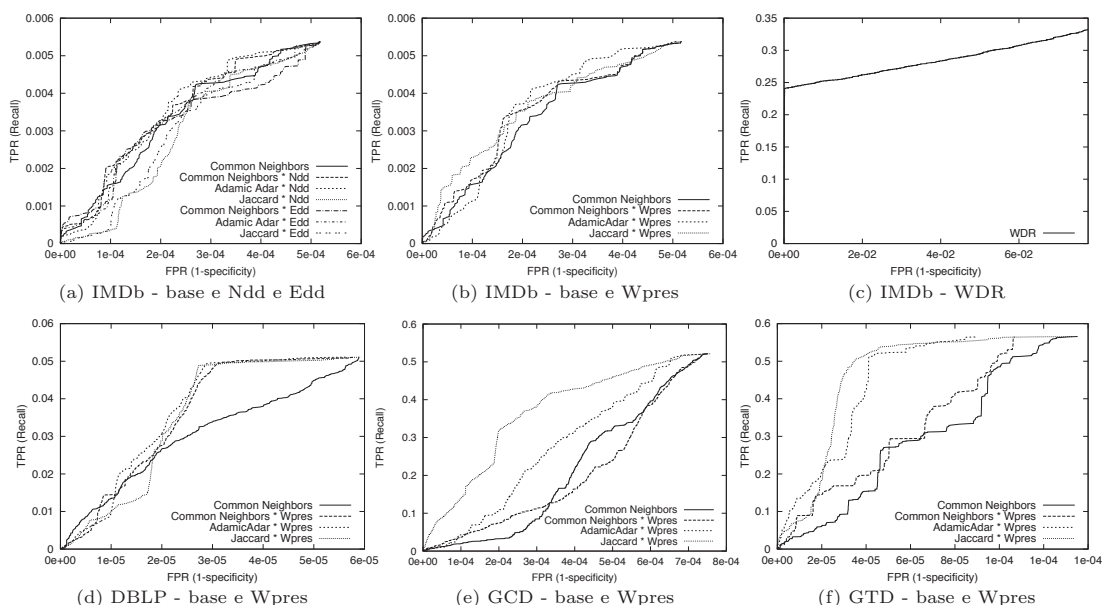 0.006
0.005
0.004
0.003
0.002
0.001
0
TPR (Recall)
Common Neighbors
Common Neighbors * Ndd
Adamic Adar * Ndd
Jaccard * Ndd
Common Neighbors * Edd
Adamic Adar * Edd
Jaccard * Edd
0e+00 1e-04 2e-04 3e-04 4e-04 5e-04 6e-04
FPR (1-specificity)
(a) IMDb - base e Ndd e Edd
0.006
0.005
0.004
0.003
0.002
0.001
0
TPR (Recall)
Common Neighbors
Common Neighbors * Wpres
AdamicAdar * Wpres
Jaccard * Wpres
0e+00 1e-04 2e-04 3e-04 4e-04 5e-04 6e-04
FPR (1-specificity)
(b) IMDb - base e Wpres
0.35
0.3
0.25
0.2
0.15
0.1
0.05
0
TPR (Recall)
WDR
0e+00 2e-02 4e-02 6e-02
FPR (1-specificity)
(c) IMDb - WDR
0.06
0.05
0.04
0.03
0.02
0.01
0
TPR (Recall)
Common Neighbors
Common Neighbors * Wpres
AdamicAdar * Wpres
Jaccard * Wpres
0e+00 1e-05 2e-05 3e-05 4e-05 5e-05 6e-05
FPR (1-specificity)
(d) DBLP - base e Wpres
0.6
0.5
0.4
0.3
0.2
0.1
0
TPR (Recall)
Common Neighbors
Common Neighbors * Wpres
AdamicAdar * Wpres
Jaccard * Wpres
0e+00 1e-04 2e-04 3e-04 4e-04 5e-04 6e-04 7e-04 8e-04
FPR (1-specificity)
(e) GCD - base e Wpres
0.6
0.5
0.4
0.3
0.2
0.1
0
TPR (Recall)
Common Neighbors
Common Neighbors * Wpres
AdamicAdar * Wpres
Jaccard * Wpres
0e+00 2e-05 4e-05 6e-05 8e-05 1e-04 1e-04 1e-04
FPR (1-specificity)
(f) GTD - base e Wpres